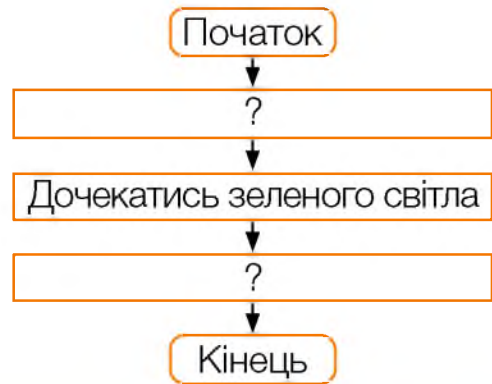 Початок
?
Дочекатись зеленого світла
?
Кінець